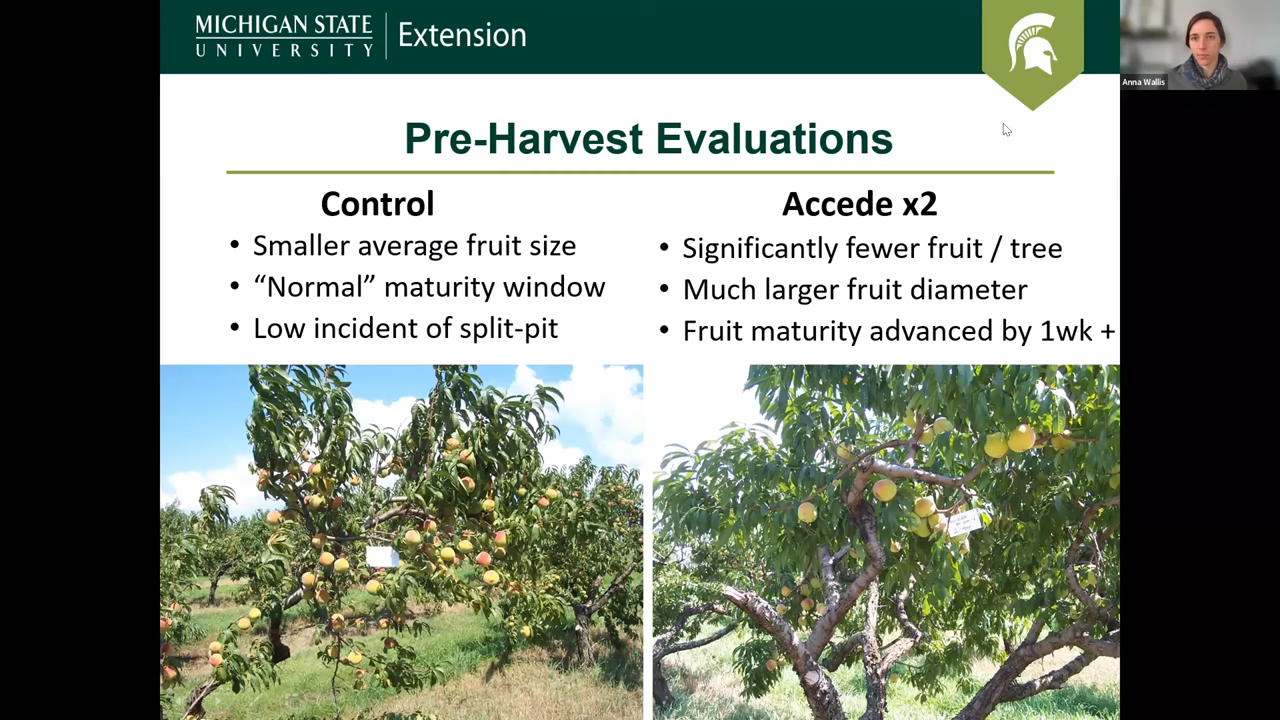 MICHIGAN STATE
UNIVERSITY
Extension
Anna Wallis
Pre-Harvest Evaluations
Control
• Smaller average fruit size
• “Normal” maturity window
• Low incident of split-pit
Accede x2
• Significantly fewer fruit / tree
• Much larger fruit diameter
• Fruit maturity advanced by 1wk +